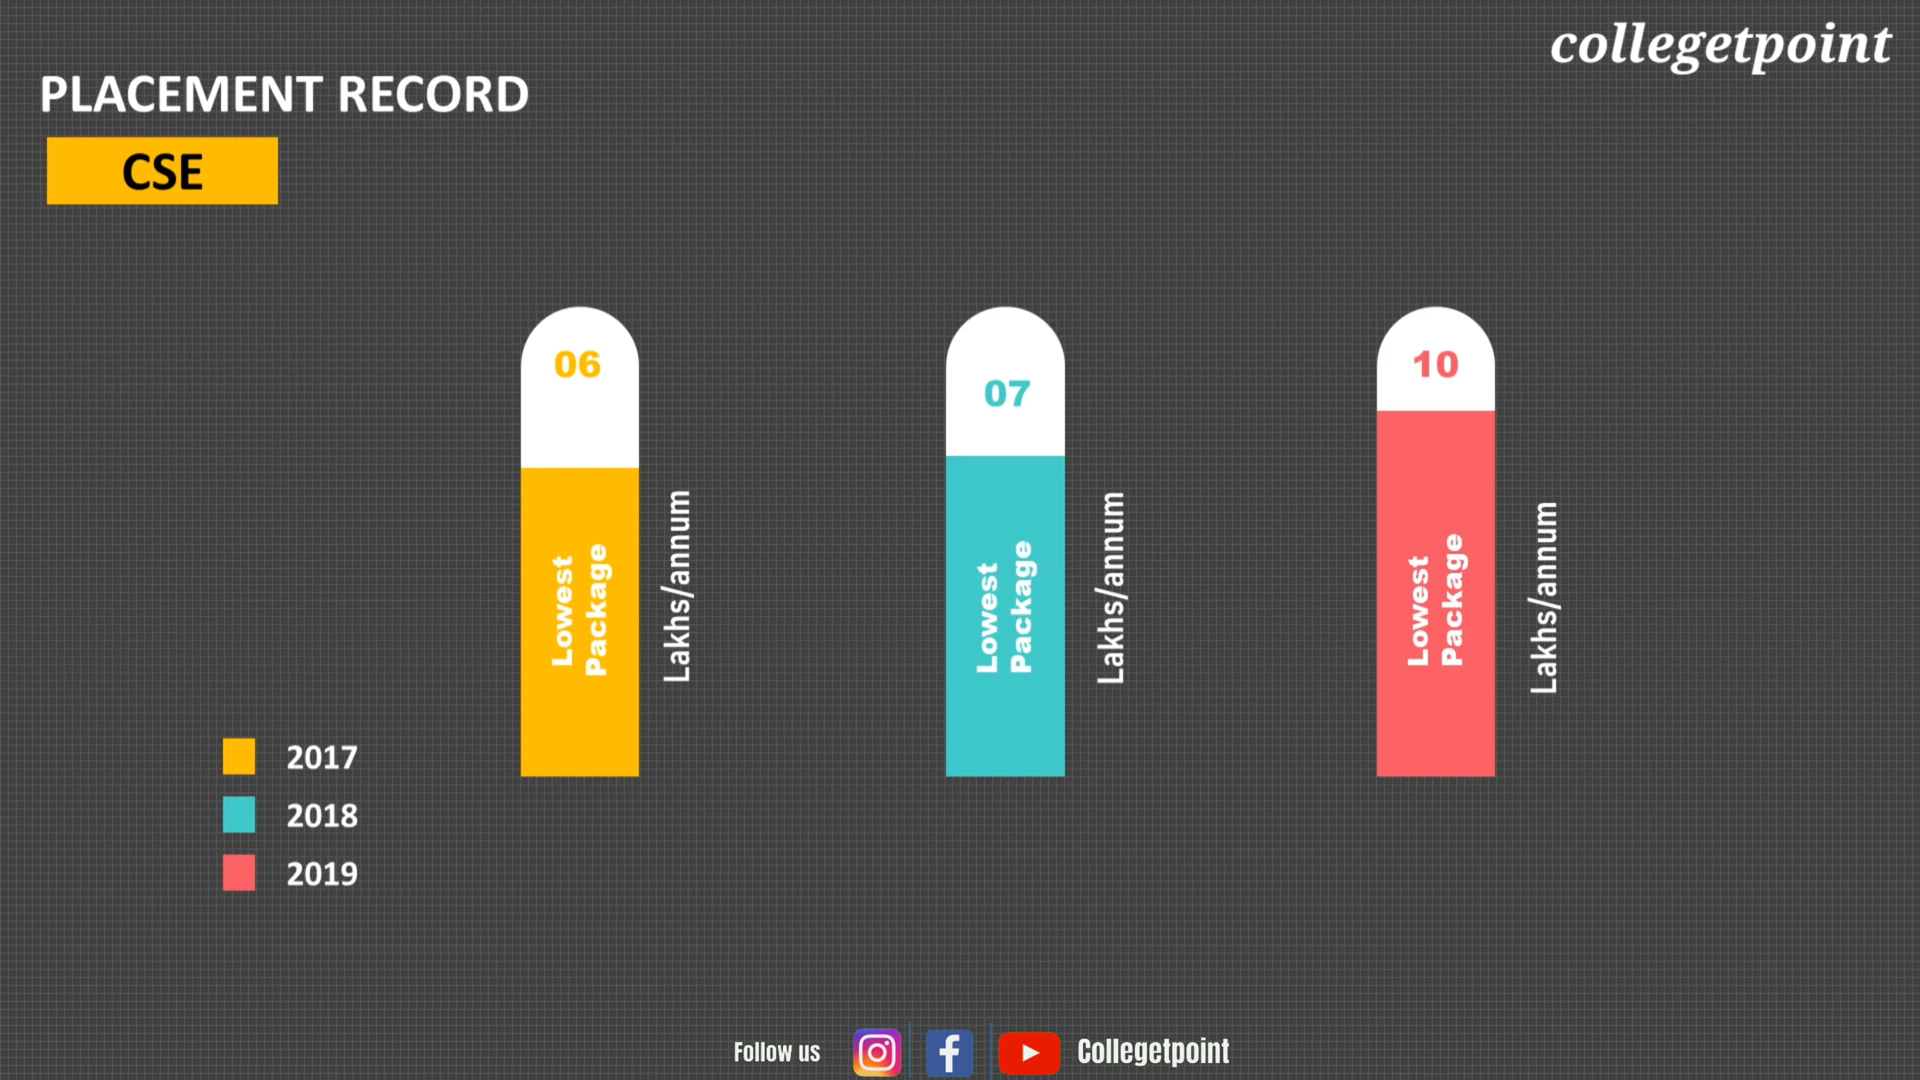 collegetpoint
PLACEMENT RECORD
CSE
06
Lowest
Package
Lakhs/annum
07
Lowest
Package
Lakhs/annum
10
Lowest
Package
Lakhs/annum
2017
2018
2019
Follow us
Collegetpoint